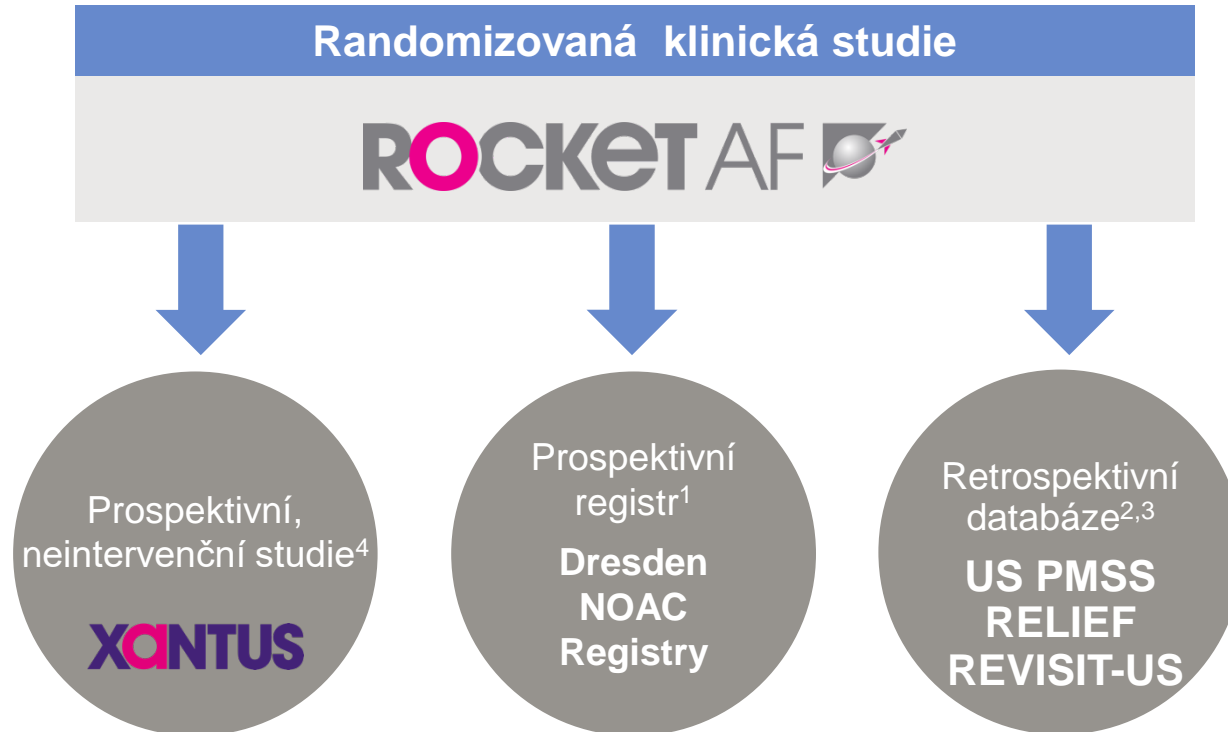 Randomizovaná klinická studie
ROCKET AF
Prospektivní,
neintervenční studie4
XANTUS
Prospektivní
registr1
Dresden
NOAC
Registry
Retrospektivní
databáze2,3
US PMSS
RELIEF
REVISIT-US